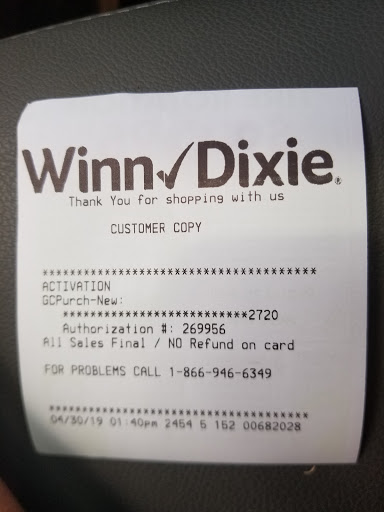 Winn✓Dixie®
Thank You for shopping with us
CUSTOMER COPY
****************************************
ACTIVATION
GCPurch-New:
***************************2720
Authorization #: 269956
All Sales Final / NO Refund on card
FOR PROBLEMS CALL 1-866-946-6349
**************************************
04/30/19 01:40pm 2454 5 152 00682028